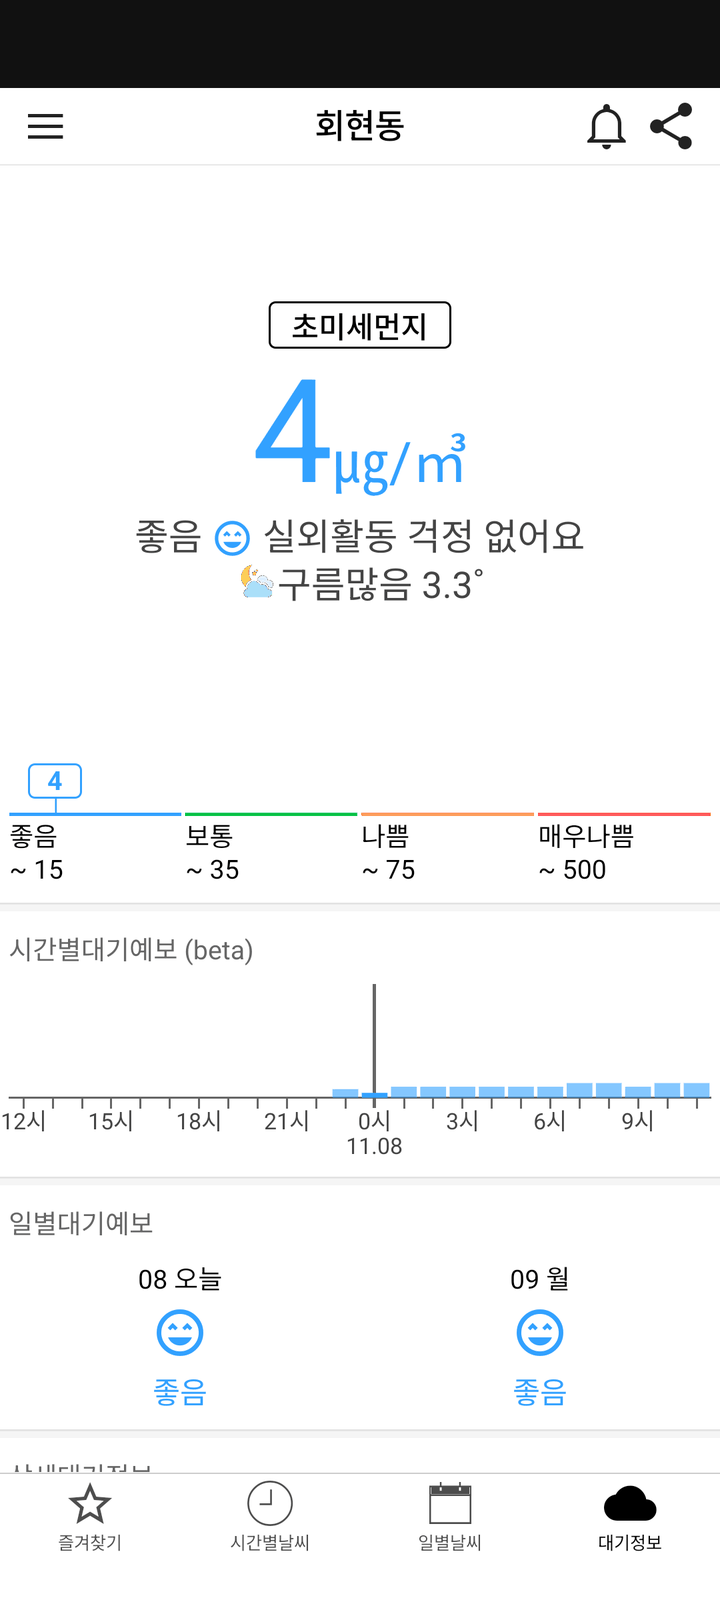 회현동
초미세먼지
4 μg/㎥
좋음 실외활동 걱정 없어요
구름많음 3.3˚
4
좋음 보통 나쁨 매우나쁨
~ 15 ~ 35 ~ 75 ~ 500
시간별대기예보 (beta)
12시 15시 18시 21시 0시 3시 6시 9시
11.08
일별대기예보
08 오늘 09 월
좋음 좋음
즐겨찾기 시간별날씨 일별날씨 대기정보